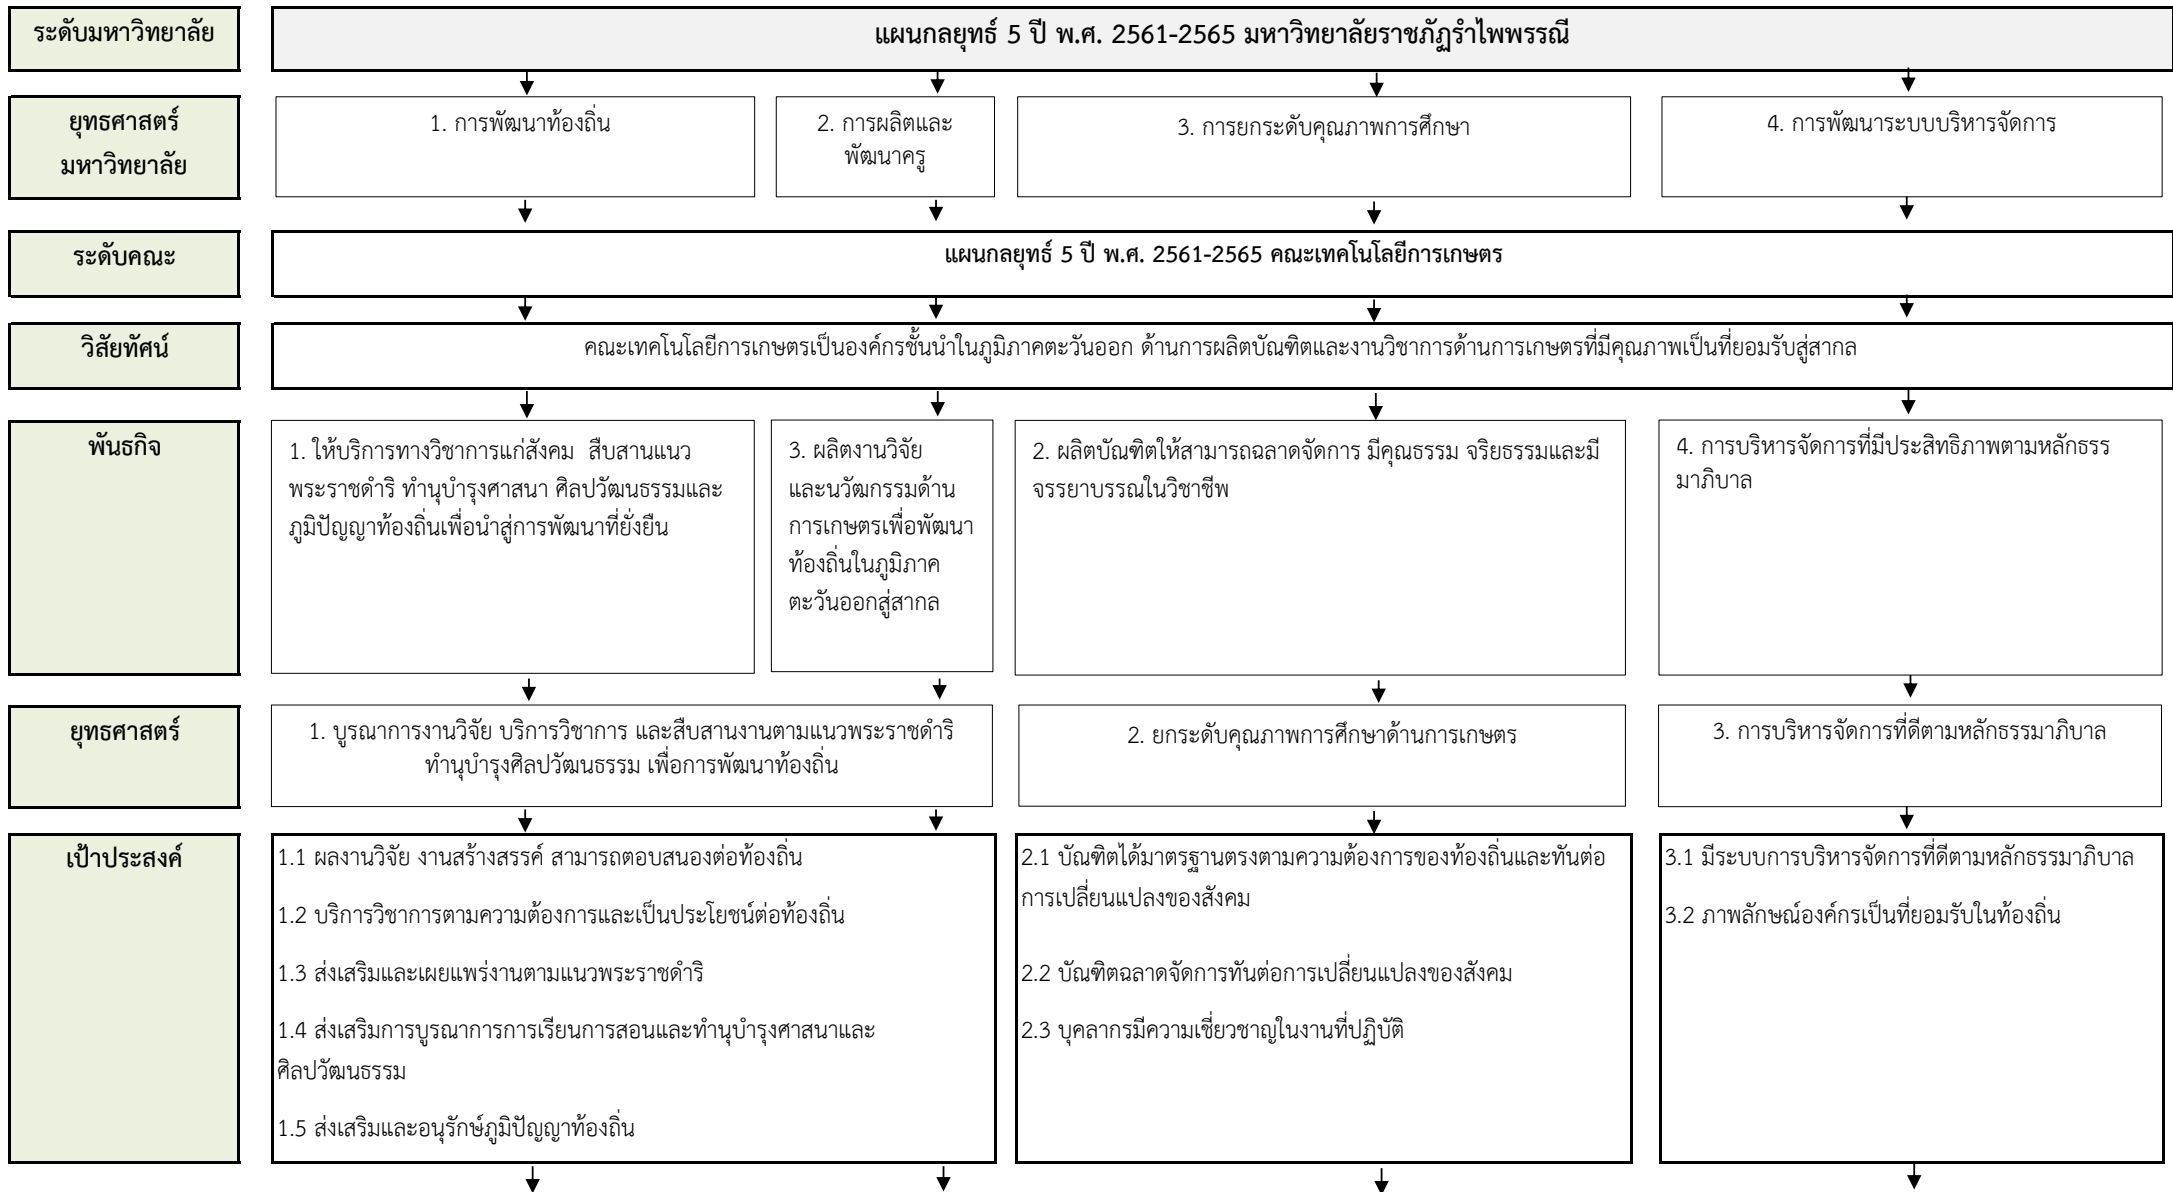 ระดับมหาวิทยาลัย
แผนกลยุทธ์ 5 ปี พ.ศ. 2561-2565 มหาวิทยาลัยราชภัฏรำไพพรรณี
ยุทธศาสตร์
มหาวิทยาลัย
1. การพัฒนาท้องถิ่น
2. การผลิตและ
พัฒนาครู
3. การยกระดับคุณภาพการศึกษา
4. การพัฒนาระบบบริหารจัดการ
ระดับคณะ
แผนกลยุทธ์ 5 ปี พ.ศ. 2561-2565 คณะเทคโนโลยีการเกษตร
วิสัยทัศน์
คณะเทคโนโลยีการเกษตรเป็นองค์กรชั้นนำในภูมิภาคตะวันออก ด้านการผลิตบัณฑิตและงานวิชาการด้านการเกษตรที่มีคุณภาพเป็นที่ยอมรับสู่สากล
พันธกิจ
1. ให้บริการทางวิชาการแก่สังคม สืบสานแนว
พระราชดำริ ทำนุบำรุงศาสนา ศิลปวัฒนธรรมและ
ภูมิปัญญาท้องถิ่นเพื่อนำสู่การพัฒนาที่ยั่งยืน
3. ผลิตงานวิจัย
และนวัตกรรมด้าน
การเกษตรเพื่อพัฒนา
ท้องถิ่นในภูมิภาค
ตะวันออกสู่สากล
2. ผลิตบัณฑิตให้สามารถฉลาดจัดการ มีคุณธรรม จริยธรรมและมี
จรรยาบรรณในวิชาชีพ
4. การบริหารจัดการที่มีประสิทธิภาพตามหลักธรร
มาภิบาล
ยุทธศาสตร์
1. บูรณาการงานวิจัย บริการวิชาการ และสืบสานงานตามแนวพระราชดำริ
ทำนุบำรุงศิลปวัฒนธรรม เพื่อการพัฒนาท้องถิ่น
2. ยกระดับคุณภาพการศึกษาด้านการเกษตร
3. การบริหารจัดการที่ดีตามหลักธรรมาภิบาล
เป้าประสงค์
1.1 ผลงานวิจัย งานสร้างสรรค์ สามารถตอบสนองต่อท้องถิ่น
1.2 บริการวิชาการตามความต้องการและเป็นประโยชน์ต่อท้องถิ่น
1.3 ส่งเสริมและเผยแพร่งานตามแนวพระราชดำริ
1.4 ส่งเสริมการบูรณาการการเรียนการสอนและทำนุบำรุงศาสนาและ
ศิลปวัฒนธรรม
1.5 ส่งเสริมและอนุรักษ์ภูมิปัญญาท้องถิ่น
2.1 บัณฑิตได้มาตรฐานตรงตามความต้องการของท้องถิ่นและทันต่อ
การเปลี่ยนแปลงของสังคม
2.2 บัณฑิตฉลาดจัดการทันต่อการเปลี่ยนแปลงของสังคม
2.3 บุคลากรมีความเชี่ยวชาญในงานที่ปฏิบัติ
3.1 มีระบบการบริหารจัดการที่ดีตามหลักธรรมาภิบาล
3.2 ภาพลักษณ์องค์กรเป็นที่ยอมรับในท้องถิ่น